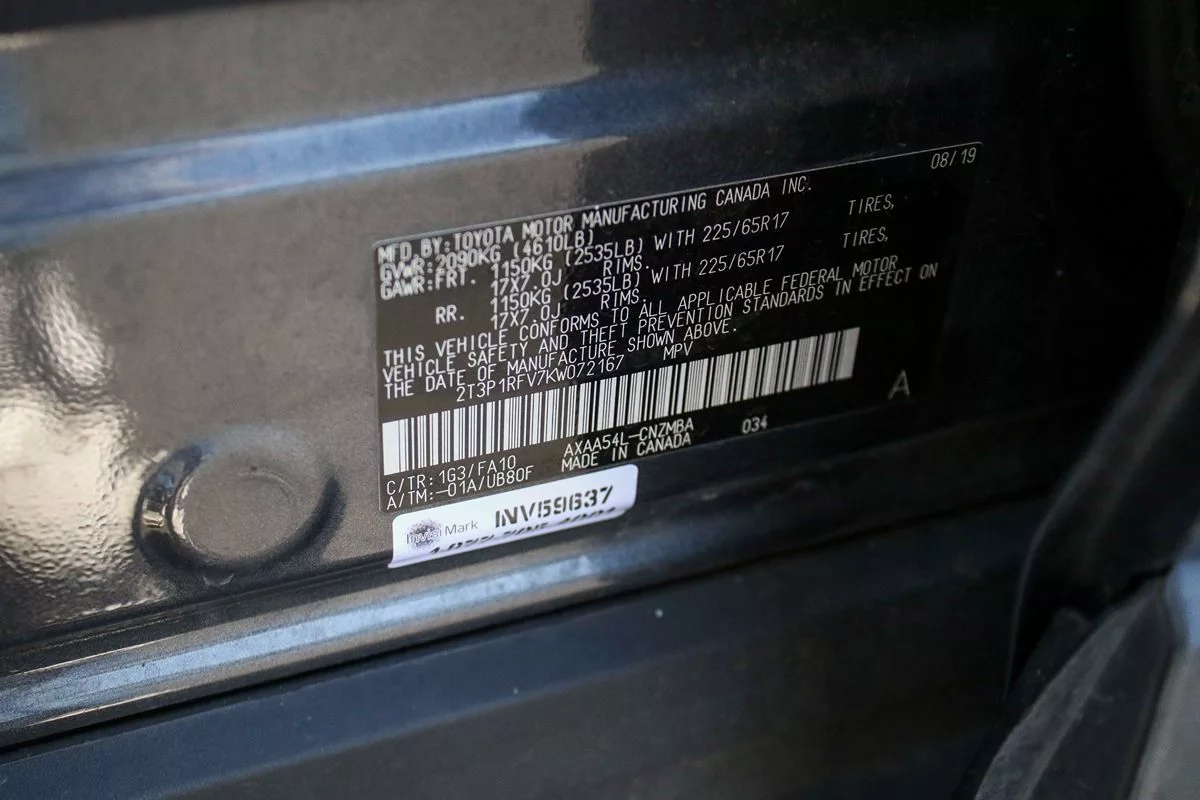 08/19
MFD. BY: TOYOTA MOTOR MANUFACTURING CANADA INC.
GVWR: 2090KG (4610LB)
GAWR: FRT. 1150KG (2535LB) WITH 225/65R17 TIRES,
17X7.0J RIMS.
RR. 1150KG (2535LB) WITH 225/65R17 TIRES,
17X7.0J RIMS.
THIS VEHICLE CONFORMS TO ALL APPLICABLE FEDERAL MOTOR
VEHICLE SAFETY AND THEFT PREVENTION STANDARDS IN EFFECT ON
THE DATE OF MANUFACTURE SHOWN ABOVE.
2T3P1RFV7KW072167 MPV
A
C/TR: 1G3/FA10 AXAA54L-CNZMBA 034
A/TM: -01A/UB80F MADE IN CANADA
Invisi Mark INV59637